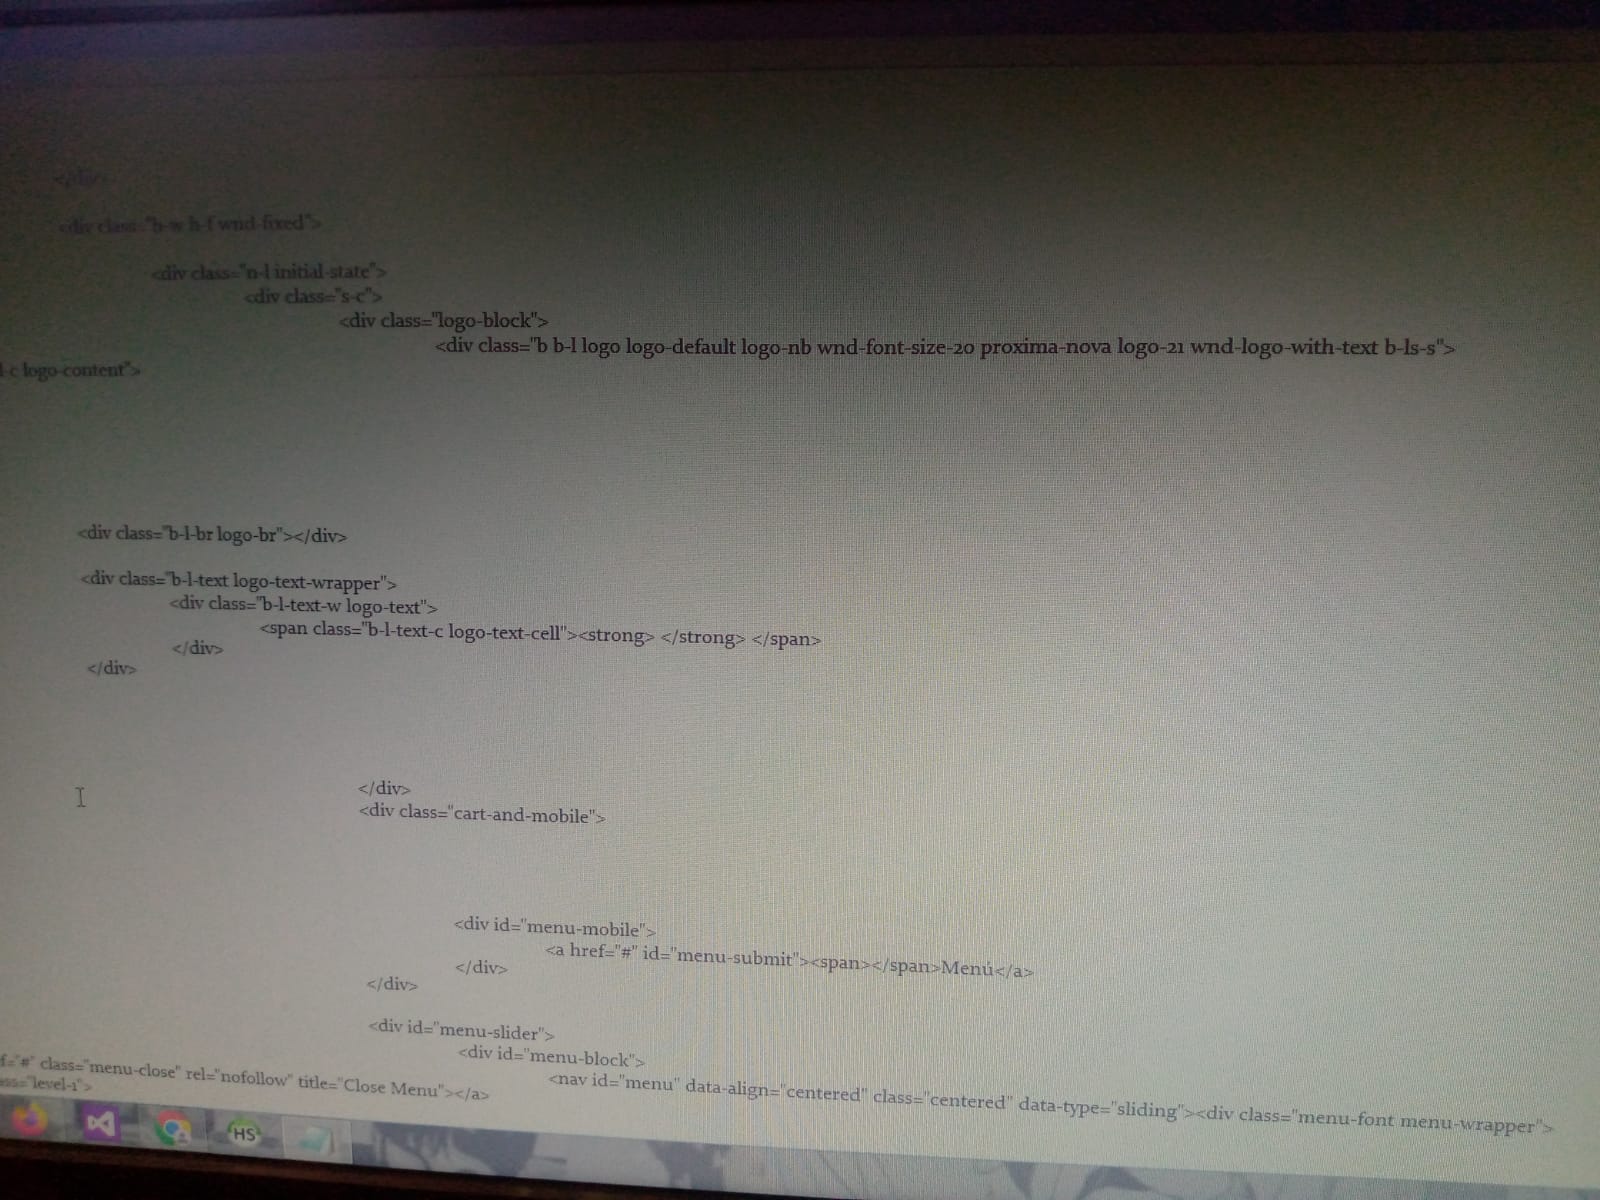 </div>
<div class="b-w h-f wnd-fixed">
<div class="n-l initial-state">
<div class="s-c">
<div class="logo-block">
<div class="b b-l logo logo-default logo-nb wnd-font-size-20 proxima-nova logo-21 wnd-logo-with-text b-ls-s">
-c logo-content">
<div class="b-l-br logo-br"></div>
<div class="b-l-text logo-text-wrapper">
<div class="b-l-text-w logo-text">
<span class="b-l-text-c logo-text-cell"><strong> </strong> </span>
</div>
</div>
</div>
<div class="cart-and-mobile">
<div id="menu-mobile">
<a href="#" id="menu-submit"><span></span>Menú</a>
</div>
</div>
<div id="menu-slider">
<div id="menu-block">
<nav id="menu" data-align="centered" class="centered" data-type="sliding"><div class="menu-font menu-wrapper">
f="#" class="menu-close" rel="nofollow" title="Close Menu"></a>
ass="level-1">
HS